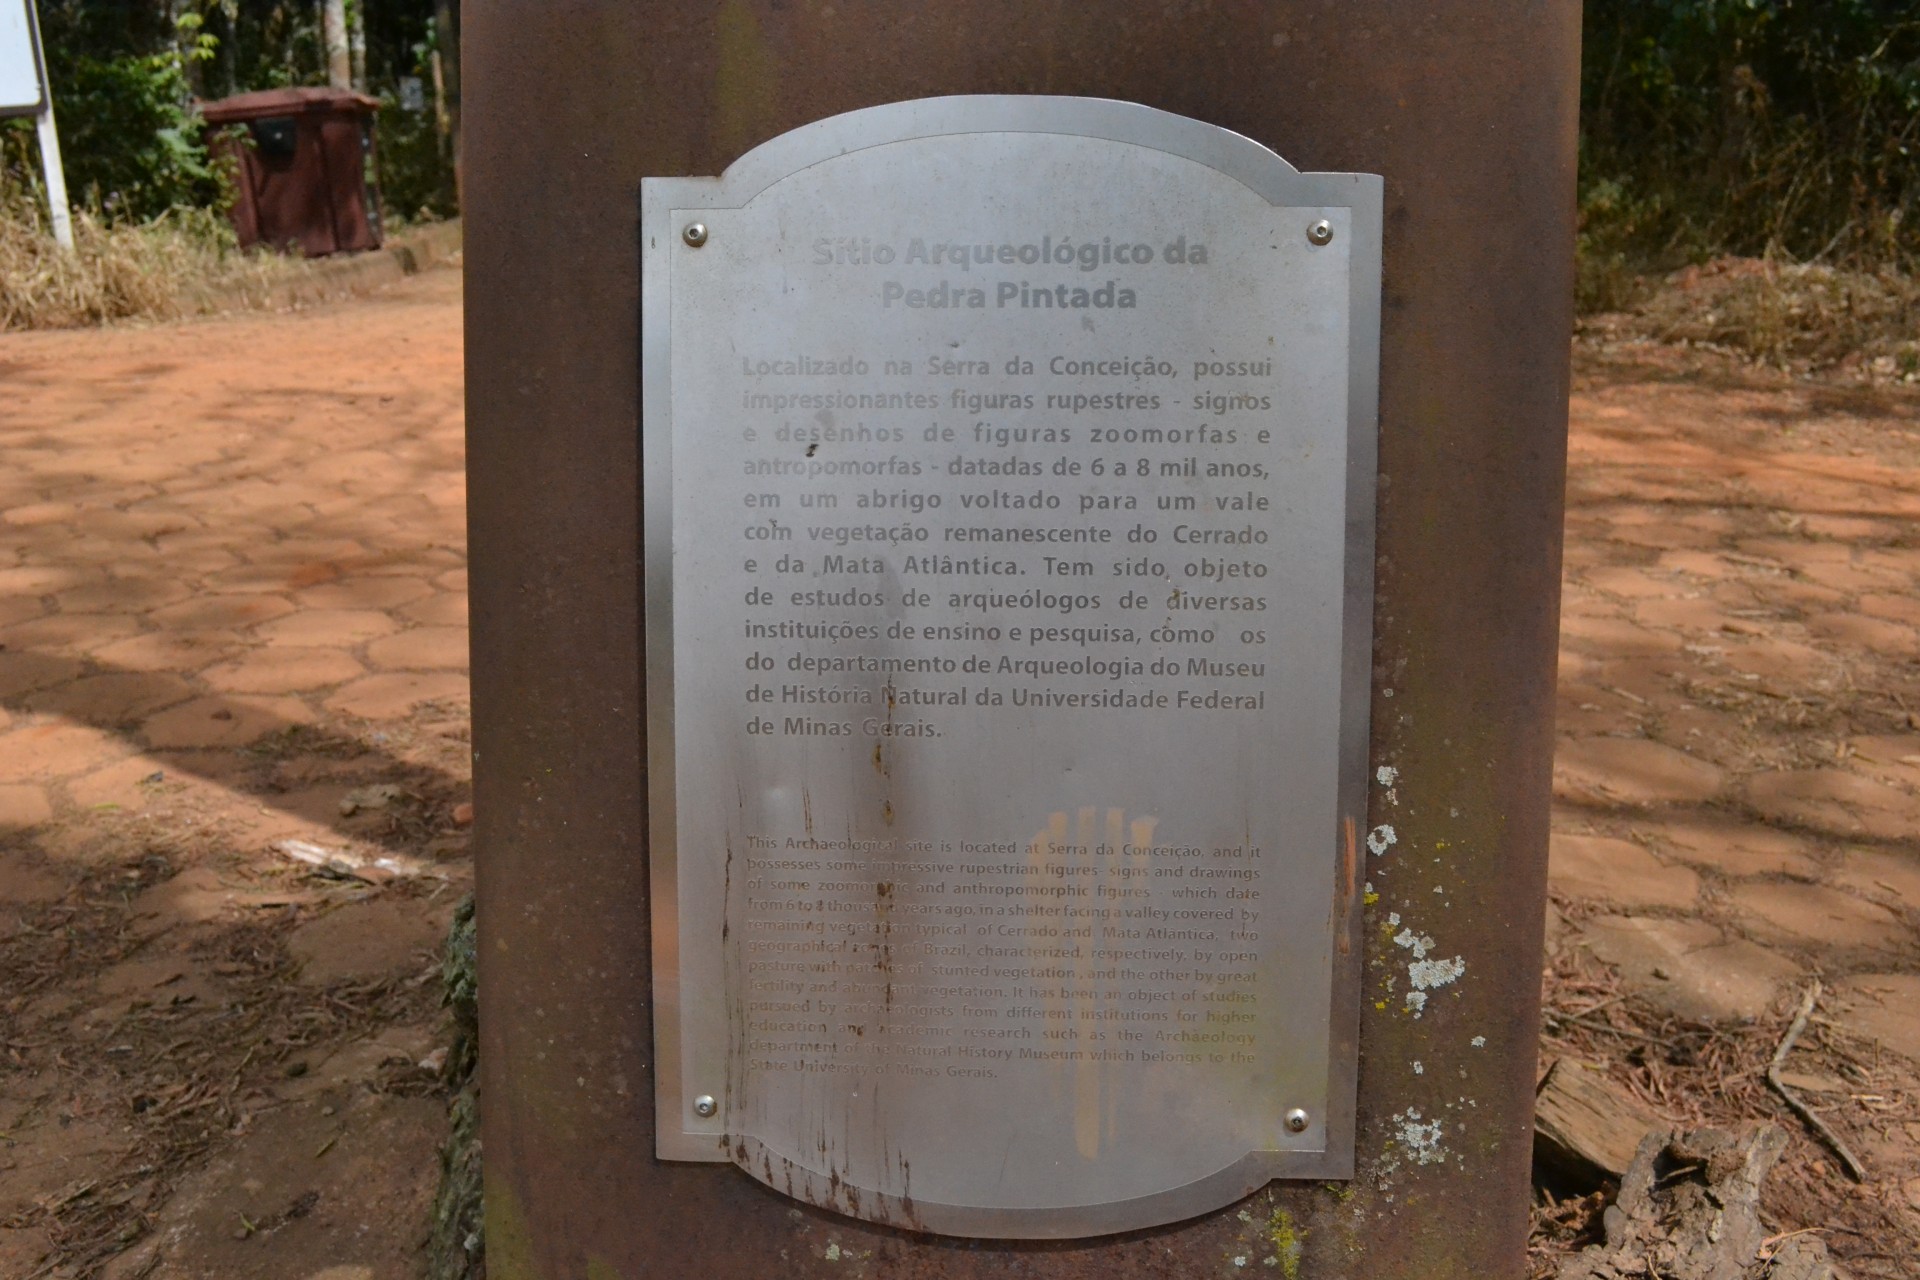 Sítio Arqueológico da
Pedra Pintada
Localizado na Serra da Conceição, possui
impressionantes figuras rupestres - signos
e desenhos de figuras zoomorfas e
antropomorfas - datadas de 6 a 8 mil anos,
em um abrigo voltado para um vale
com vegetação remanescente do Cerrado
e da Mata Atlântica. Tem sido objeto
de estudos de arqueólogos de diversas
instituições de ensino e pesquisa, como os
do departamento de Arqueologia do Museu
de História Natural da Universidade Federal
de Minas Gerais.
This Archaeological site is located at Serra da Conceição, and it
possesses some impressive rupestrian figures- signs and drawings
of some zoomorphic and anthropomorphic figures - which date
from 6 to 8 thousand years ago, in a shelter facing a valley covered by
remaining vegetation typical of Cerrado and Mata Atlantica, two
geographical zones of Brazil, characterized, respectively, by open
pasture with patches of stunted vegetation , and the other by great
fertility and abundant vegetation. It has been an object of studies
pursued by archaeologists from different institutions for higher
education and academic research such as the Archaeology
department of the Natural History Museum which belongs to the
State University of Minas Gerais.